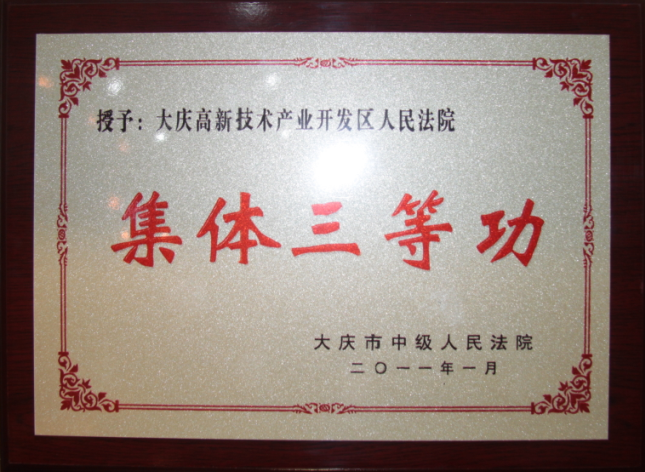 授予：大庆高新技术产业开发区人民法院
集体三等功
大庆市中级人民法院
二〇一一年一月